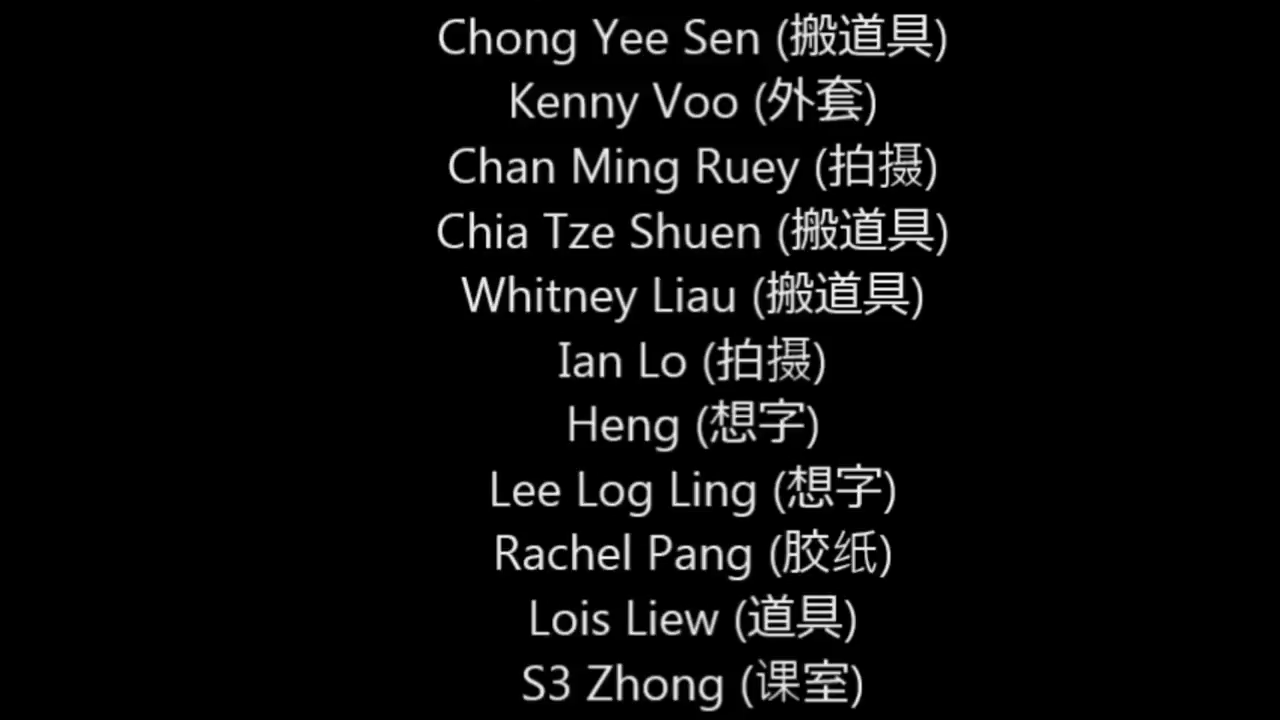 Chong Yee Sen (搬道具)
Kenny Voo (外套)
Chan Ming Ruey (拍摄)
Chia Tze Shuen (搬道具)
Whitney Liau (搬道具)
Ian Lo (拍摄)
Heng (想字)
Lee Log Ling (想字)
Rachel Pang (胶纸)
Lois Liew (道具)
S3 Zhong (课室)